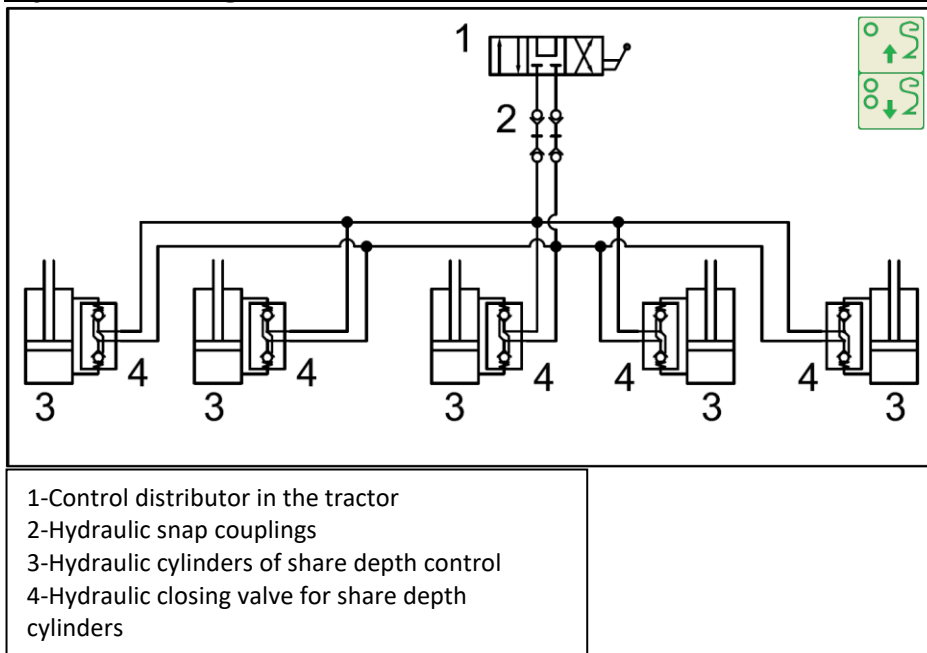 1
2
4
4
4
4
4
3
3
3
3
3
1-Control distributor in the tractor
2-Hydraulic snap couplings
3-Hydraulic cylinders of share depth control
4-Hydraulic closing valve for share depth
cylinders